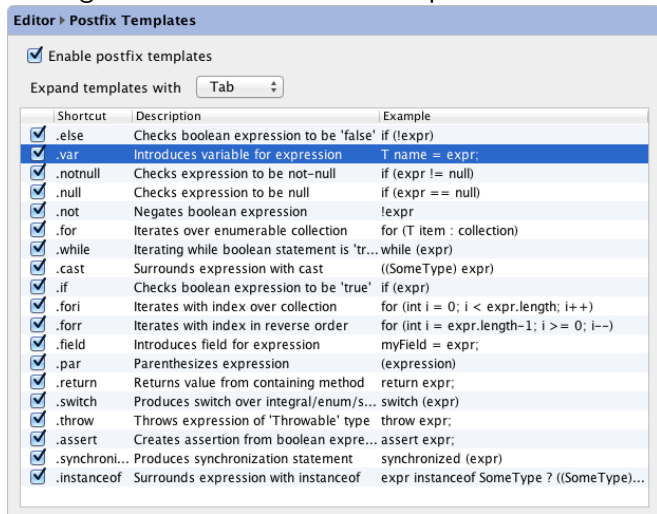 Editor ▸ Postfix Templates
Enable postfix templates
Expand templates with Tab
Shortcut Description Example
.else Checks boolean expression to be 'false' if (!expr)
.var Introduces variable for expression T name = expr;
.notnull Checks expression to be not-null if (expr != null)
.null Checks expression to be null if (expr == null)
.not Negates boolean expression !expr
.for Iterates over enumerable collection for (T item : collection)
.while Iterating while boolean statement is 'tr... while (expr)
.cast Surrounds expression with cast ((SomeType) expr)
.if Checks boolean expression to be 'true' if (expr)
.fori Iterates with index over collection for (int i = 0; i < expr.length; i++)
.forr Iterates with index in reverse order for (int i = expr.length-1; i >= 0; i--)
.field Introduces field for expression myField = expr;
.par Parenthesizes expression (expression)
.return Returns value from containing method return expr;
.switch Produces switch over integral/enum/s... switch (expr)
.throw Throws expression of 'Throwable' type throw expr;
.assert Creates assertion from boolean expre... assert expr;
.synchroni... Produces synchronization statement synchronized (expr)
.instanceof Surrounds expression with instanceof expr instanceof SomeType ? ((SomeType)...